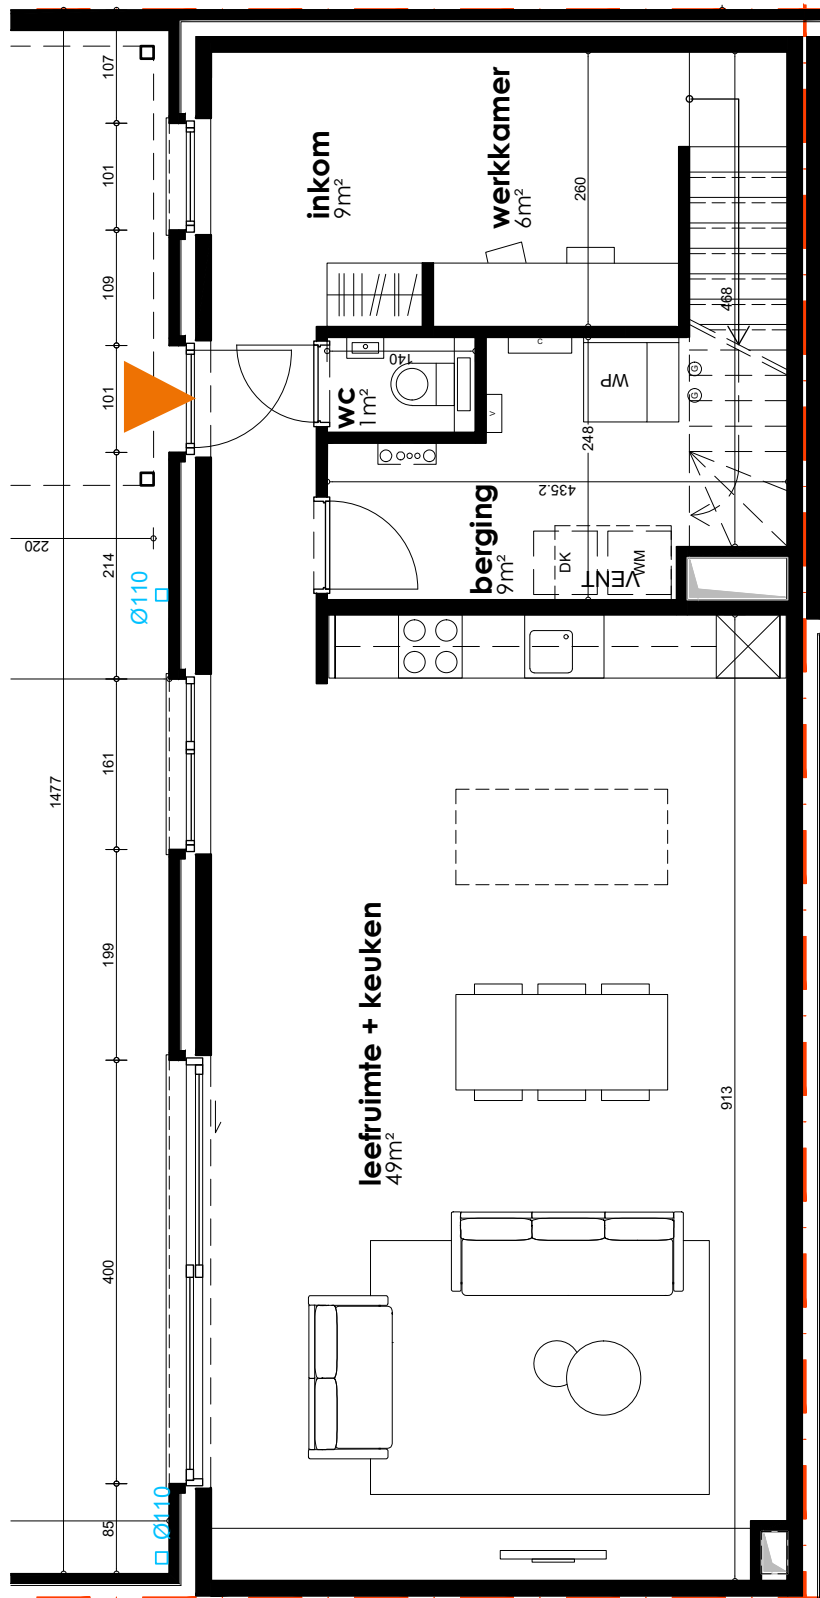 107
101
109
101
214
161
199
400
85
1477
220
Ø110
Ø110
inkom
9m²
werkkamer
6m²
260
468
wc
1m²
140
C
V
WP
G
G
248
435.2
berging
9m²
DK
WM
VENT
leefruimte + keuken
49m²
913